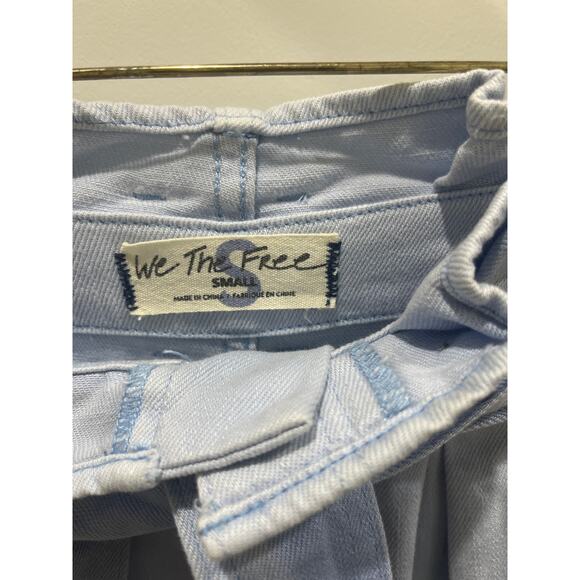 We The Free
S
SMALL
MADE IN CHINA / FABRIQUÉ EN CHINE